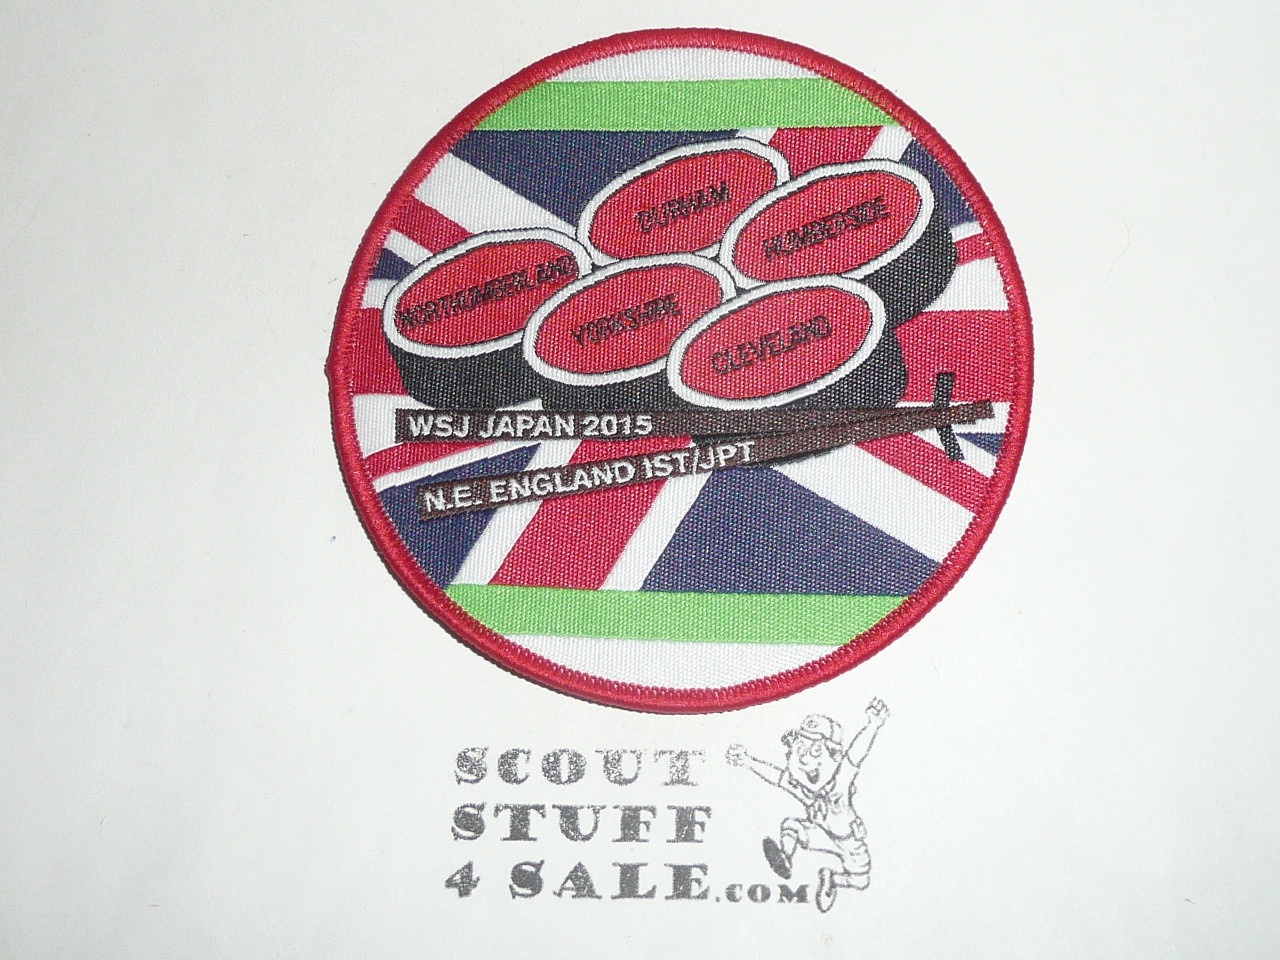 DURHAM
HUMBERSIDE
NORTHUMBERLAND
YORKSHIRE
CLEVELAND
WSJ JAPAN 2015
N.E. ENGLAND IST/JPT
SCOUT
STUFF
4 SALE.COM